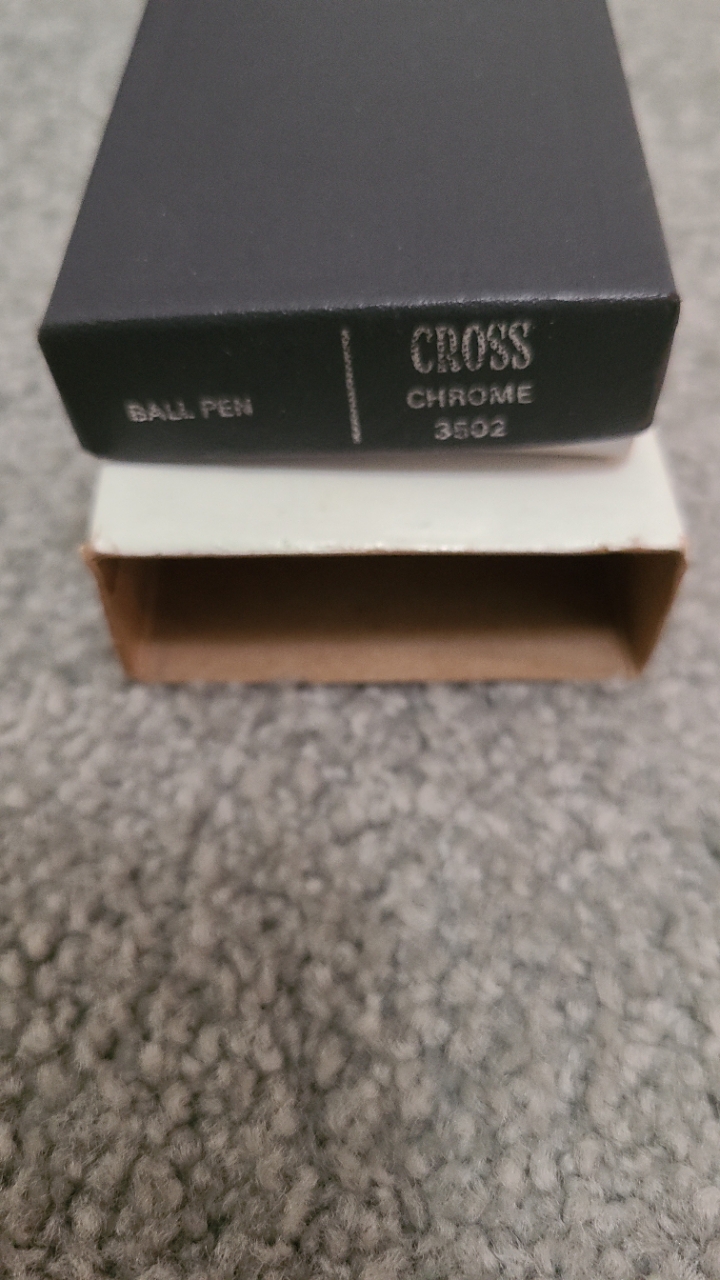 BALL PEN
CROSS
CHROME
3502